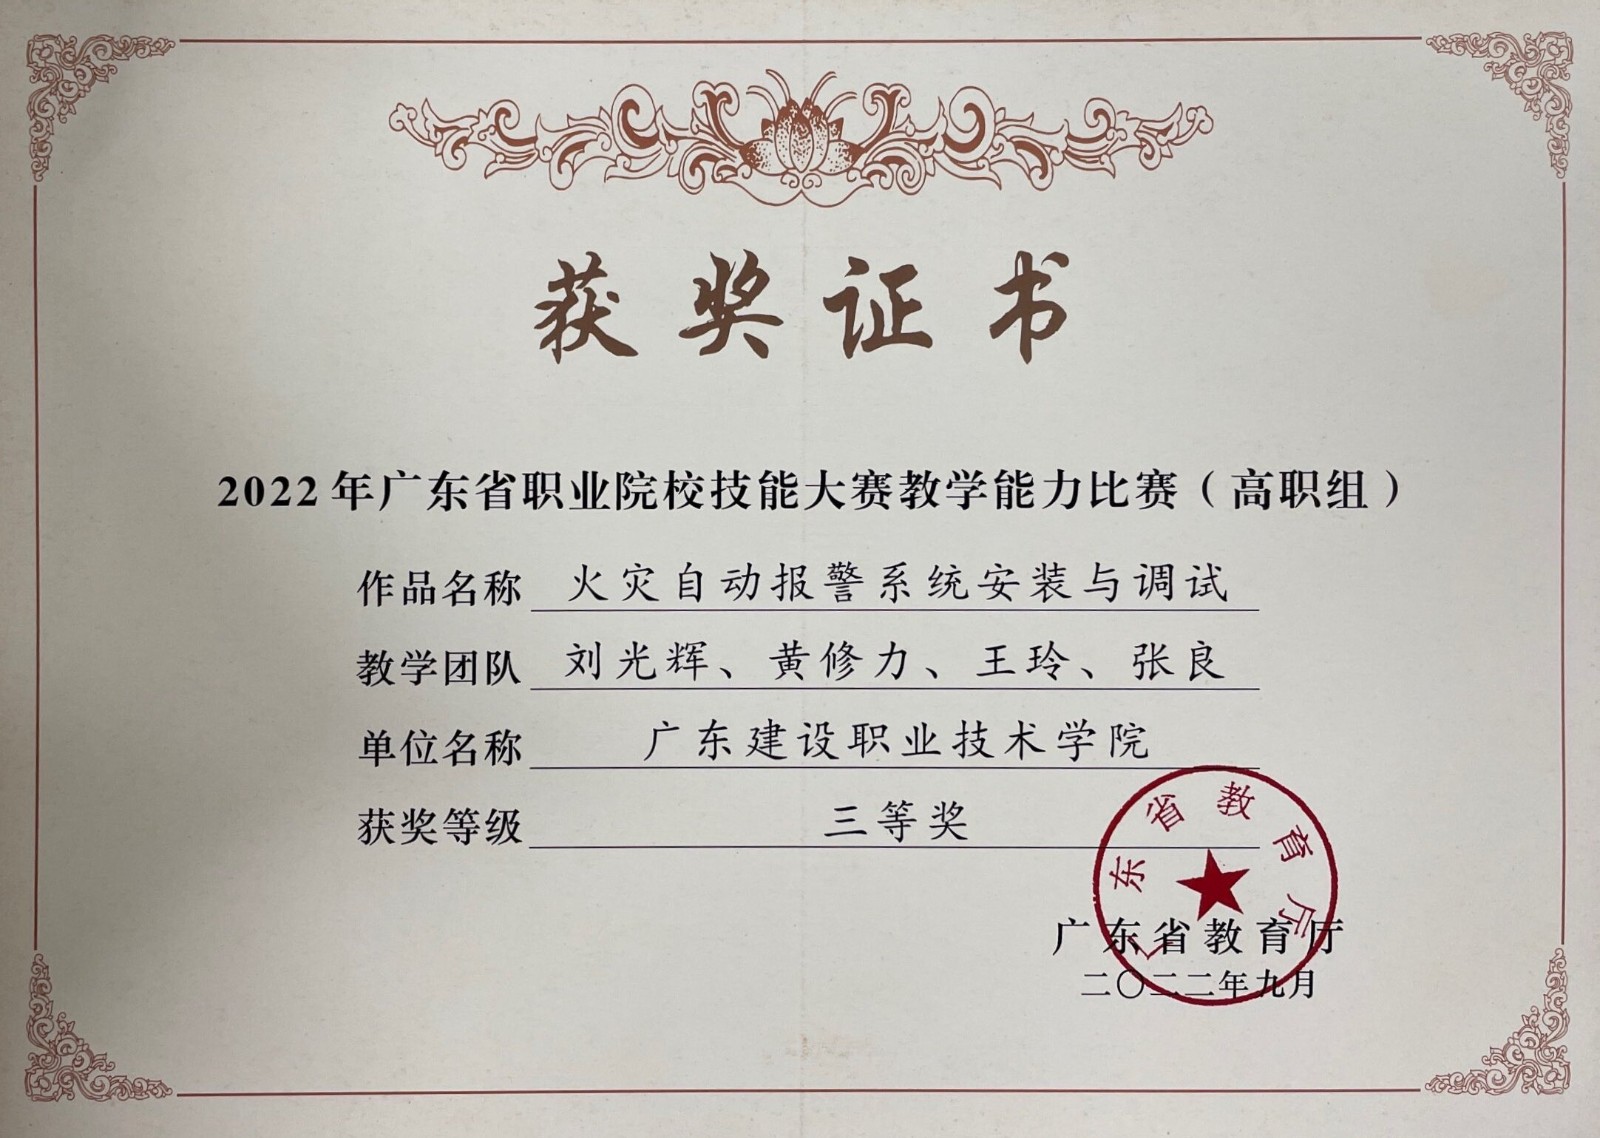 获奖证书
2022年广东省职业院校技能大赛教学能力比赛（高职组）
作品名称 火灾自动报警系统安装与调试
教学团队 刘光辉、黄修力、王玲、张良
单位名称 广东建设职业技术学院
获奖等级 三等奖
广东省教育厅
广东省教育厅
二〇二二年九月